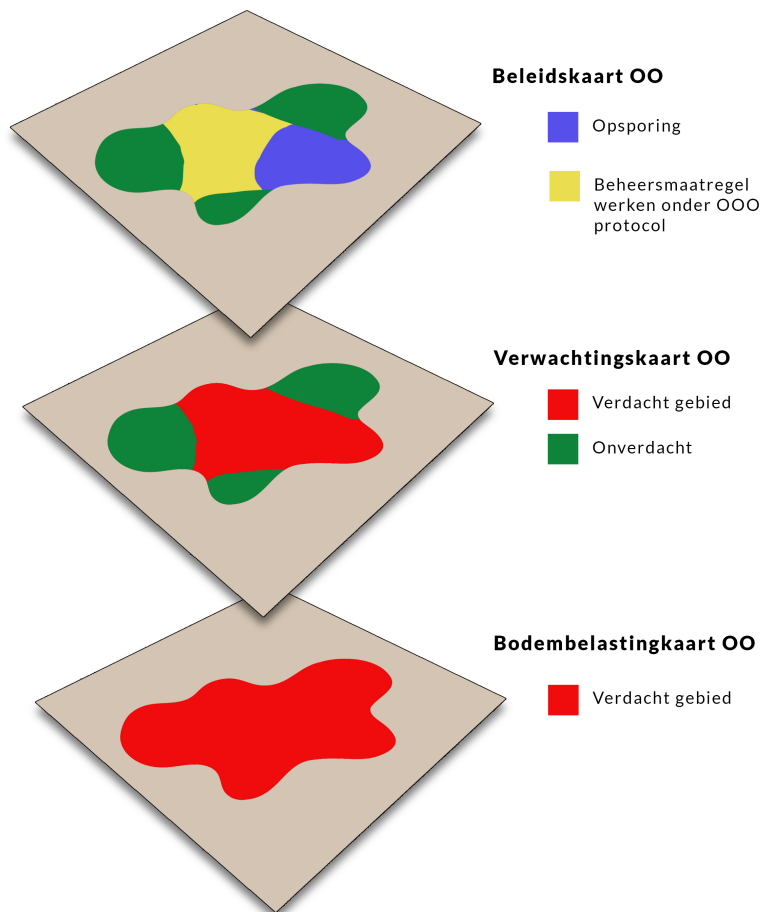 Beleidskaart OO
Opsporing
Beheersmaatregel
werken onder OOO
protocol
Verwachtingskaart OO
Verdacht gebied
Onverdacht
Bodembelastingkaart OO
Verdacht gebied